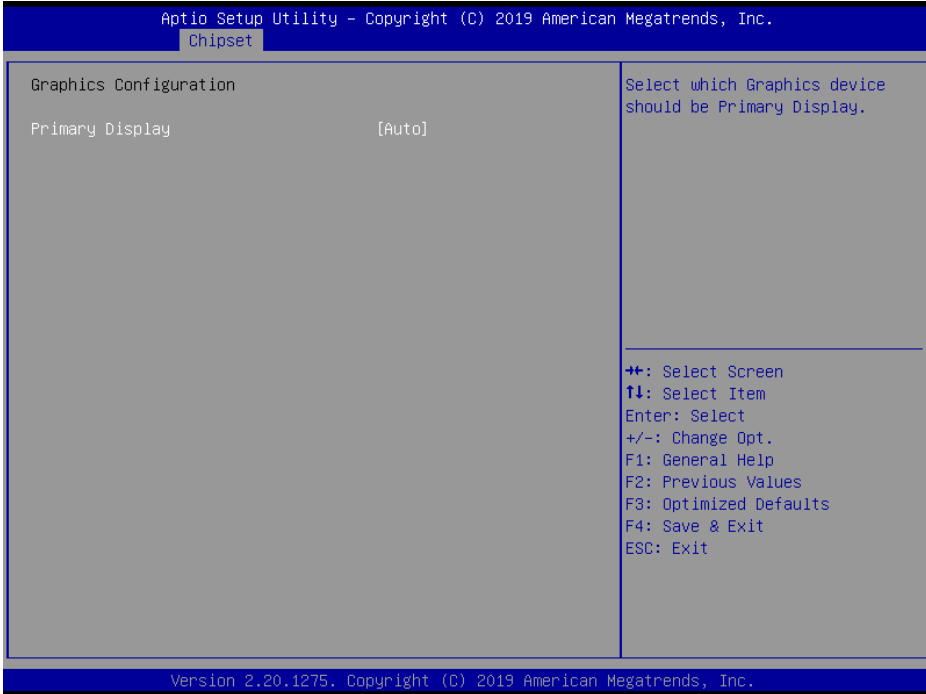 Aptio Setup Utility – Copyright (C) 2019 American Megatrends, Inc.
Chipset
Graphics Configuration
Primary Display [Auto]
Select which Graphics device
should be Primary Display.
→←: Select Screen
↑↓: Select Item
Enter: Select
+/-: Change Opt.
F1: General Help
F2: Previous Values
F3: Optimized Defaults
F4: Save & Exit
ESC: Exit
Version 2.20.1275. Copyright (C) 2019 American Megatrends, Inc.